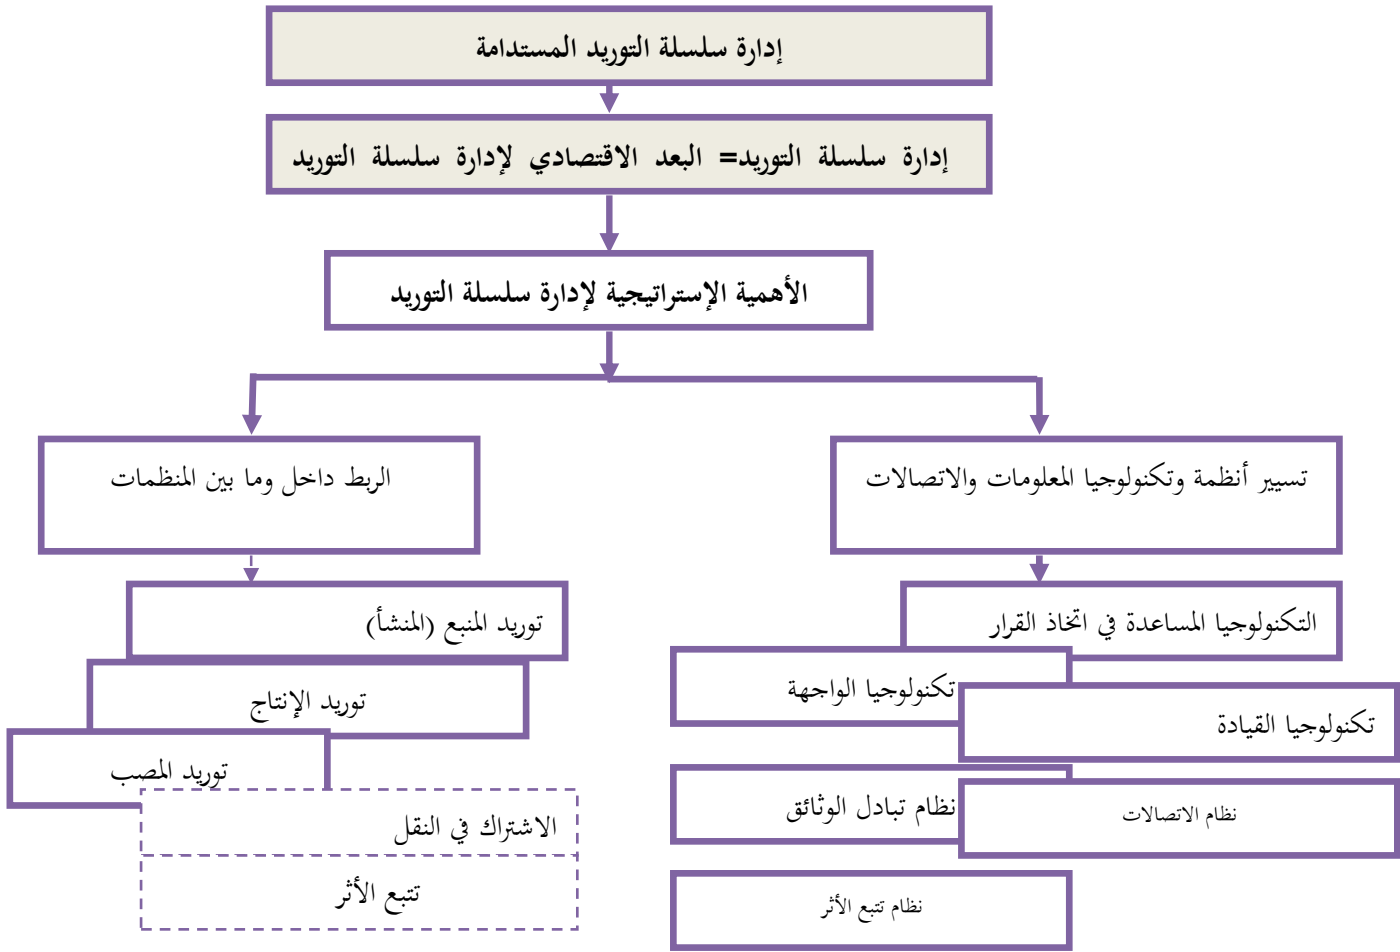 إدارة سلسلة التوريد المستدامة
إدارة سلسلة التوريد= البعد الاقتصادي لإدارة سلسلة التوريد
الأهمية الإستراتيجية لإدارة سلسلة التوريد
تسيير أنظمة وتكنولوجيا المعلومات والاتصالات
الربط داخل وما بين المنظمات
التكنولوجيا المساعدة في اتخاذ القرار
تكنولوجيا الواجهة
تكنولوجيا القيادة
نظام تبادل الوثائق
نظام الاتصالات
نظام تتبع الأثر
توريد المنبع (المنشأ)
توريد الإنتاج
توريد المصب
الاشتراك في النقل
تتبع الأثر